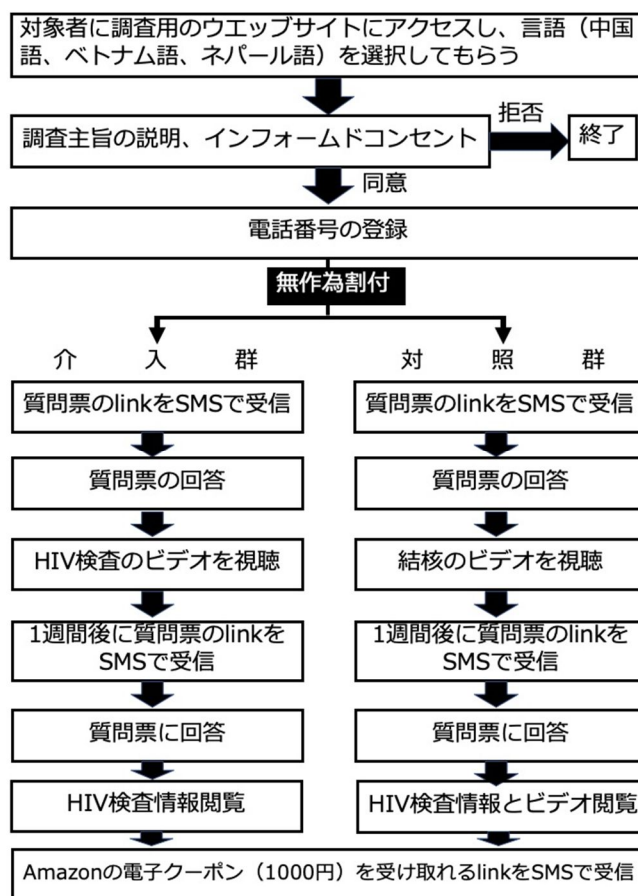 対象者に調査用のウエッブサイトにアクセスし、言語（中国
語、ベトナム語、ネパール語）を選択してもらう
調査主旨の説明、インフォームドコンセント
拒否
終了
同意
電話番号の登録
無作為割付
介 入 群
対 照 群
質問票のlinkをSMSで受信
質問票のlinkをSMSで受信
質問票の回答
質問票の回答
HIV検査のビデオを視聴
結核のビデオを視聴
1週間後に質問票のlinkを
SMSで受信
1週間後に質問票のlinkを
SMSで受信
質問票に回答
質問票に回答
HIV検査情報閲覧
HIV検査情報とビデオ閲覧
Amazonの電子クーポン（1000円）を受け取れるlinkをSMSで受信